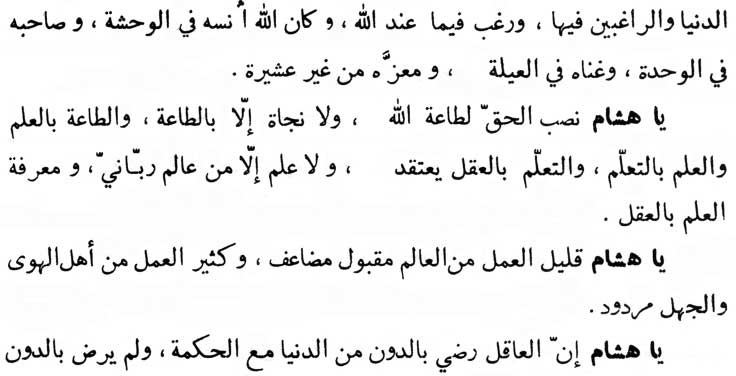 الدنيا والراغبين فيها ، ورغب فيما عند الله ، و كان الله اُنسه في الوحشة ، و صاحبه
في الوحدة ، وغناه في العيلة ، و معزّه من غير عشيرة .
يا هشام نصب الحقّ لطاعة الله ، ولا نجاة إلّا بالطاعة ، والطاعة بالعلم
والعلم بالتعلّم ، والتعلّم بالعقل يعتقد ، و لا علم إلّا من عالم ربّانيّ ، و معرفة
العلم بالعقل .
يا هشام قليل العمل من العالم مقبول مضاعف ، و كثير العمل من أهل الهوى
والجهل مردود .
يا هشام إنّ العاقل رضي بالدون من الدنيا مع الحكمة ، ولم يرض بالدون